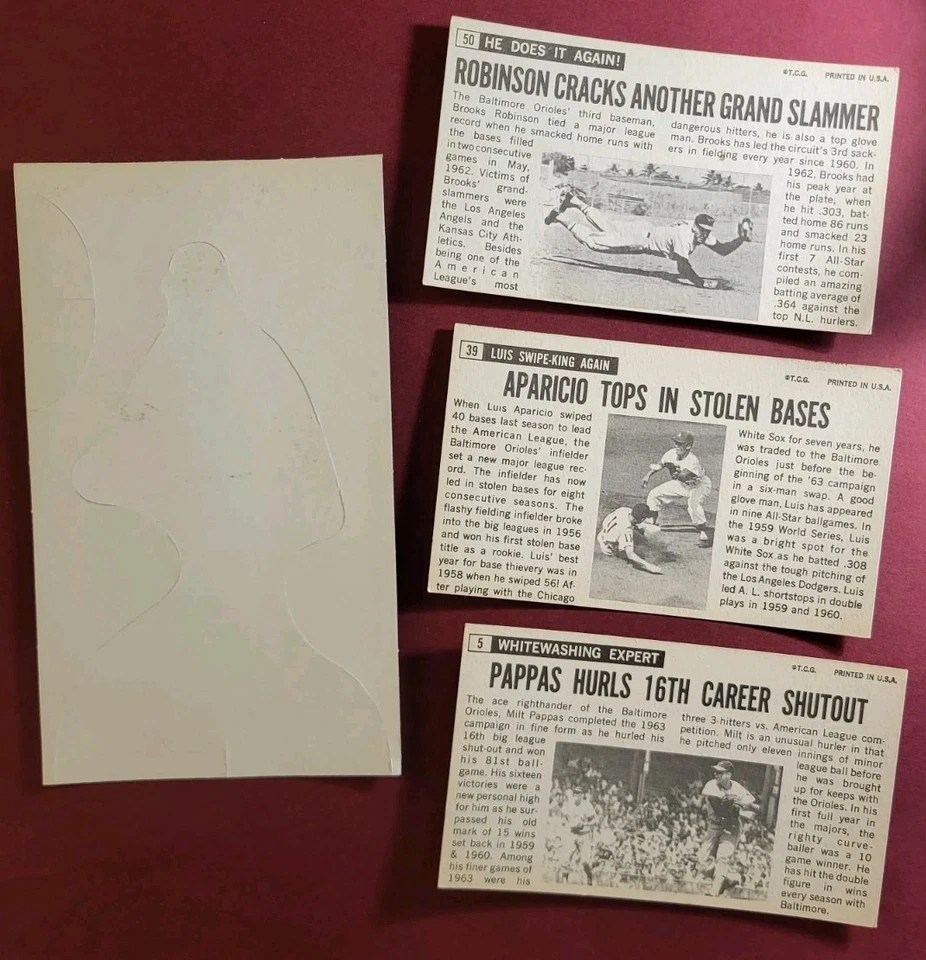 50 HE DOES IT AGAIN!
©T.C.G. PRINTED IN U.S.A.
ROBINSON CRACKS ANOTHER GRAND SLAMMER
The Baltimore Orioles' third baseman,
Brooks Robinson tied a major league
record when he smacked home runs with
the bases filled
in two consecutive
games in May,
1962. Victims of
Brooks' grand-
slammers were
the Los Angeles
Angels and the
Kansas City Ath-
letics. Besides
being one of the
American
League's most
dangerous hitters, he is also a top glove
man. Brooks has led the circuit's 3rd sack-
ers in fielding every year since 1960. In
1962, Brooks had
his peak year at
the plate, when
he hit .303, bat-
ted home 86 runs
and smacked 23
home runs. In his
first 7 All-Star
contests, he com-
piled an amazing
batting average of
.364 against the
top N.L. hurlers.
39 LUIS SWIPE-KING AGAIN
©T.C.G. PRINTED IN U.S.A.
APARICIO TOPS IN STOLEN BASES
When Luis Aparicio swiped
40 bases last season to lead
the American League, the
Baltimore Orioles' infielder
set a new major league rec-
ord. The infielder has now
led in stolen bases for eight
consecutive seasons. The
flashy fielding infielder broke
into the big leagues in 1956
and won his first stolen base
title as a rookie. Luis' best
year for base thievery was in
1958 when he swiped 56! Af-
ter playing with the Chicago
White Sox for seven years, he
was traded to the Baltimore
Orioles just before the be-
ginning of the '63 campaign
in a six-man swap. A good
glove man, Luis has appeared
in nine All-Star ballgames. In
the 1959 World Series, Luis
was a bright spot for the
White Sox as he batted .308
against the tough pitching of
the Los Angeles Dodgers. Luis
led A. L. shortstops in double
plays in 1959 and 1960.
5 WHITEWASHING EXPERT
©T.C.G. PRINTED IN U.S.A.
PAPPAS HURLS 16TH CAREER SHUTOUT
The ace righthander of the Baltimore
Orioles, Milt Pappas completed the 1963
campaign in fine form as he hurled his
16th big league
shut-out and won
his 81st ball-
game. His sixteen
victories were a
new personal high
for him as he sur-
passed his old
mark of 15 wins
set back in 1959
& 1960. Among
his finer games of
1963 were his
three 3-hitters vs. American League com-
petition. Milt is an unusual hurler in that
he pitched only eleven innings of minor
league ball before
he was brought
up for keeps with
the Orioles. In his
first full year in
the majors, the
righty curve-
baller was a 10
game winner. He
has hit the double
figure in wins
every season with
Baltimore.